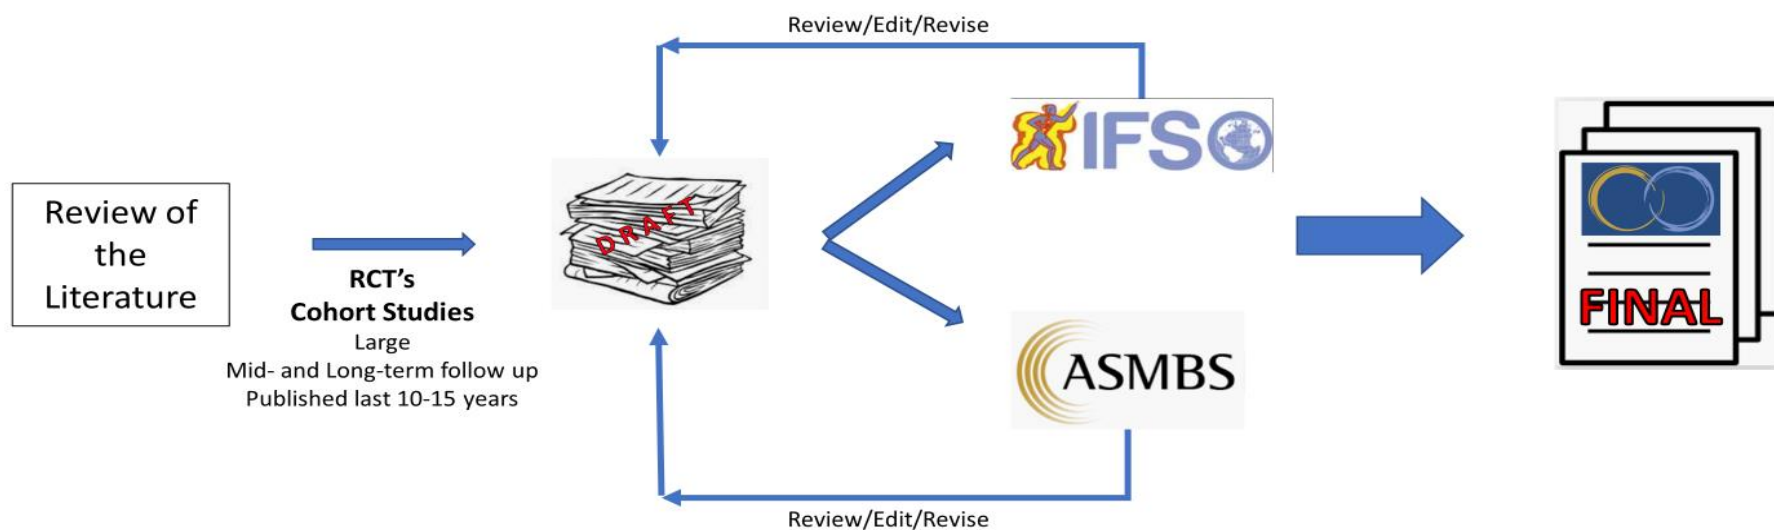 Review/Edit/Revise
IFSO
Review of
the
Literature
DRAFT
RCT's
Cohort Studies
Large
Mid- and Long-term follow up
Published last 10-15 years
ASMBS
FINAL
Review/Edit/Revise